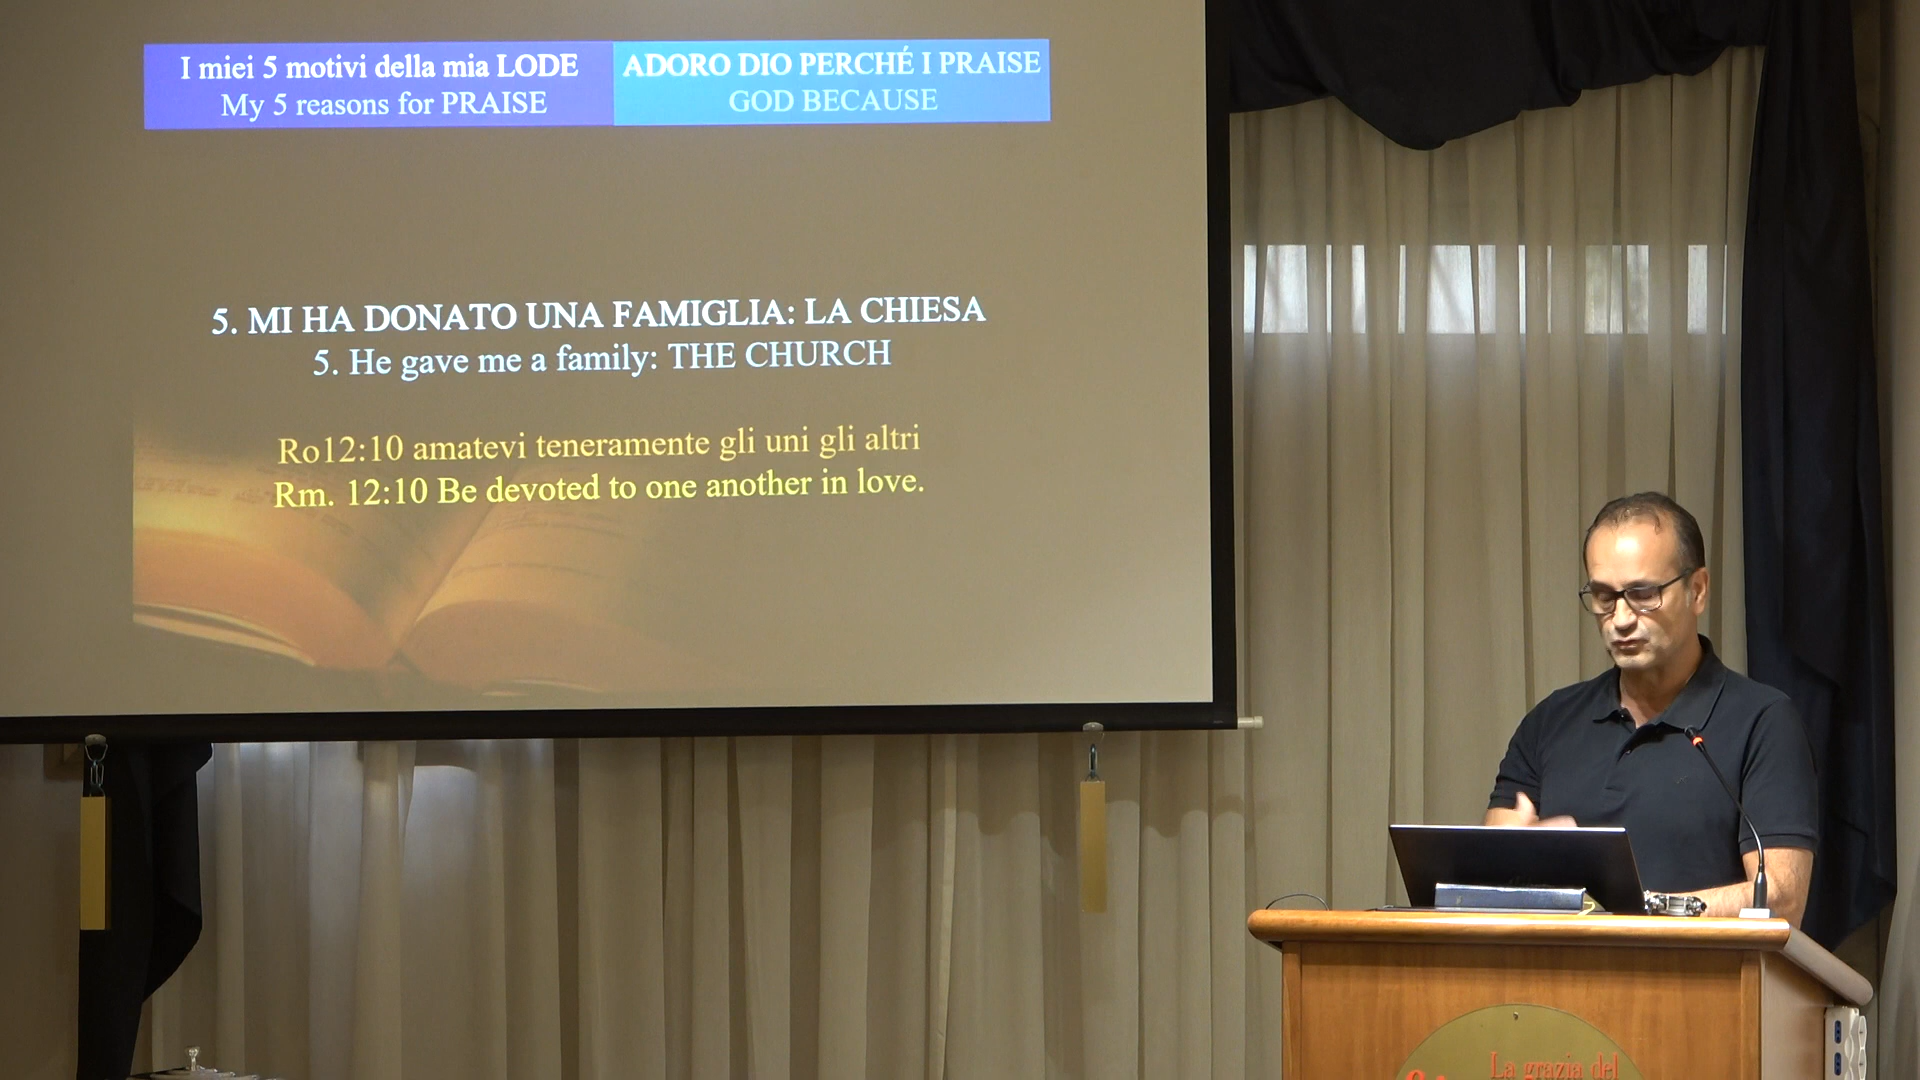 I miei 5 motivi della mia LODE
My 5 reasons for PRAISE
ADORO DIO PERCHÉ I PRAISE
GOD BECAUSE
5. MI HA DONATO UNA FAMIGLIA: LA CHIESA
5. He gave me a family: THE CHURCH
Ro12:10 amatevi teneramente gli uni gli altri
Rm. 12:10 Be devoted to one another in love.
La grazia del